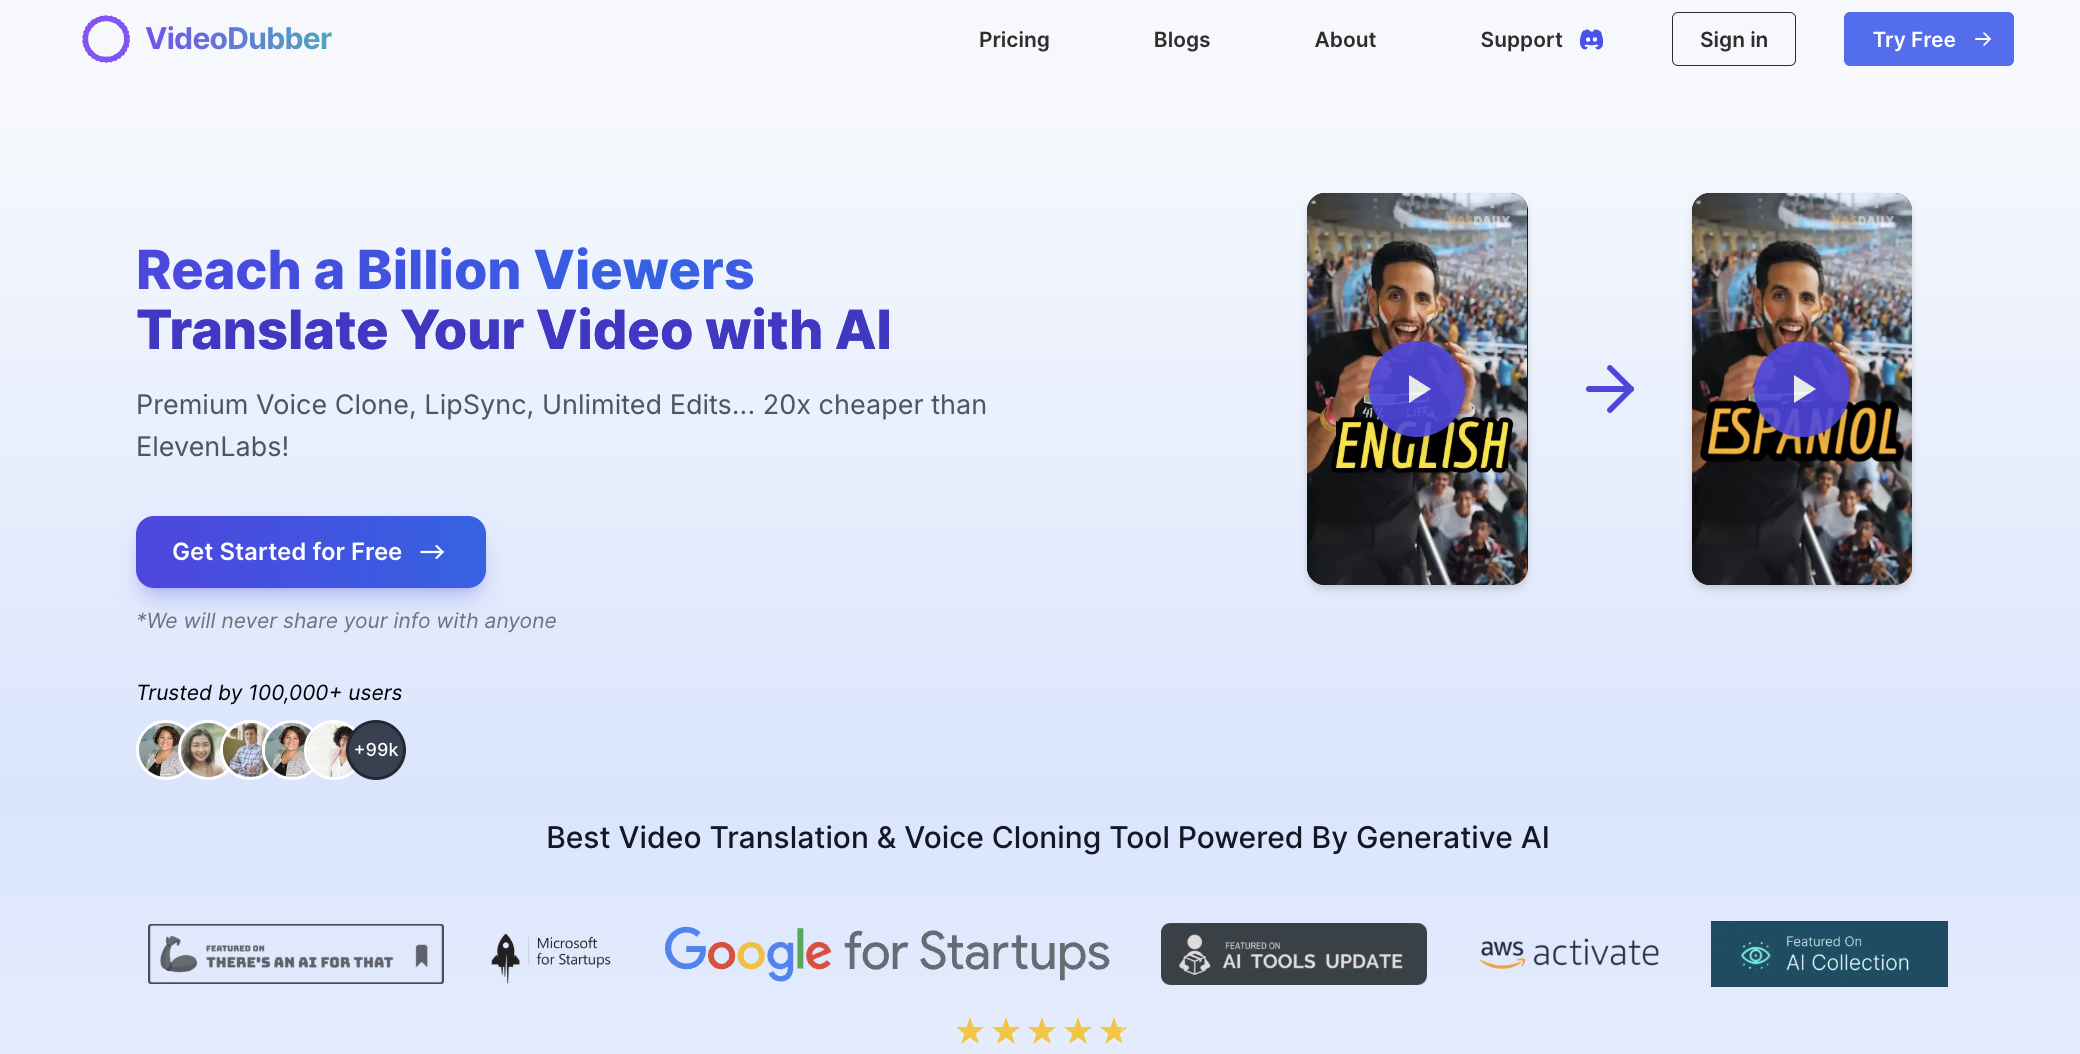 VideoDubber
Pricing
Blogs
About
Support
Sign in
Try Free →
Reach a Billion Viewers
Translate Your Video with AI
Premium Voice Clone, LipSync, Unlimited Edits... 20x cheaper than
ElevenLabs!
Get Started for Free →
*We will never share your info with anyone
Trusted by 100,000+ users
+99k
NASDAILY
LIFE
ENGLISH
NASDAILY
ESPANIOL
Best Video Translation & Voice Cloning Tool Powered By Generative AI
FEATURED ON
THERE'S AN AI FOR THAT
Microsoft
for Startups
Google for Startups
FEATURED ON
AI TOOLS UPDATE
aws activate
Featured On
AI Collection